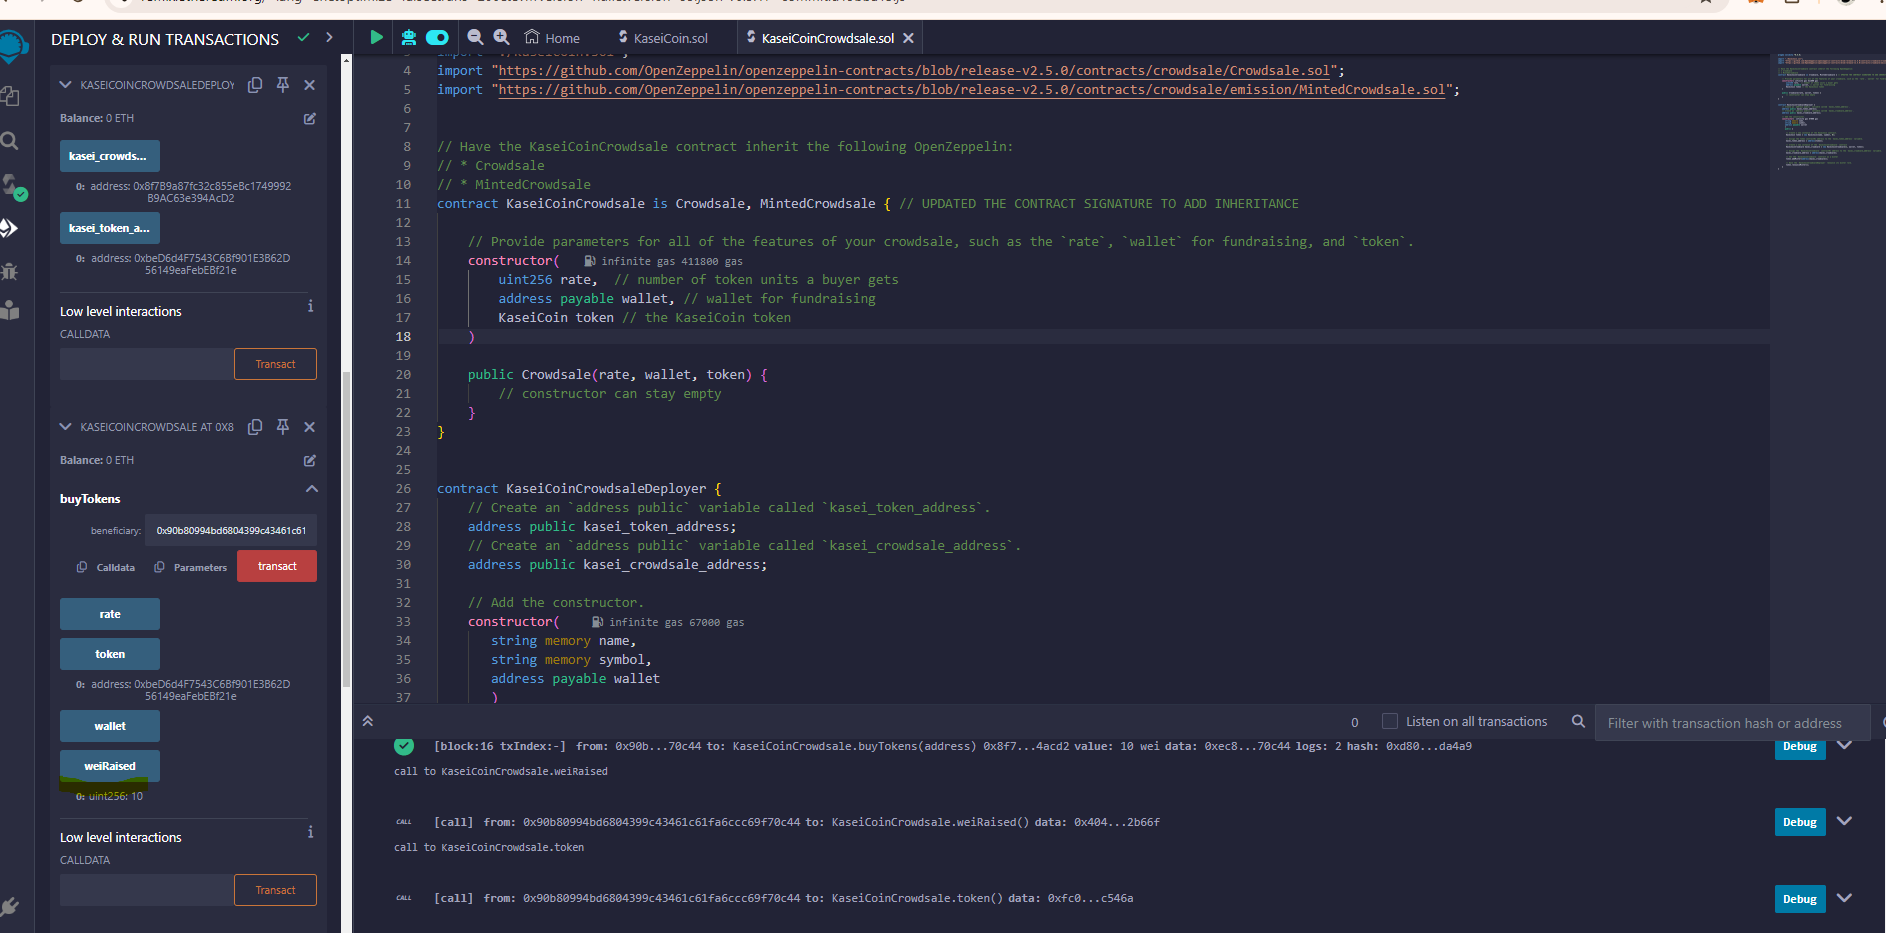 DEPLOY & RUN TRANSACTIONS
KASEICOINCROWDSALEDEPLOY
Balance: 0 ETH
kasei_crowds...
0: address: 0x8f7B9a87fc32c855eBc1749992
B9AC63e394AcD2
kasei_token_a...
0: address: 0xbeD6d4F7543C6Bf901E3B62D
56149eaFebEBf21e
Low level interactions
CALLDATA
Transact
KASEICOINCROWDSALE AT 0X8
Balance: 0 ETH
buyTokens
beneficiary: 0x90b80994bd6804399c43461c61
Calldata Parameters transact
rate
token
0: address: 0xbeD6d4F7543C6Bf901E3B62D
56149eaFebEBf21e
wallet
weiRaised
0: uint256: 10
Low level interactions
CALLDATA
Transact
Home KaseiCoin.sol KaseiCoinCrowdsale.sol
4 import "https://github.com/OpenZeppelin/openzeppelin-contracts/blob/release-v2.5.0/contracts/crowdsale/Crowdsale.sol";
5 import "https://github.com/OpenZeppelin/openzeppelin-contracts/blob/release-v2.5.0/contracts/crowdsale/emission/MintedCrowdsale.sol";
6
7
8 // Have the KaseiCoinCrowdsale contract inherit the following OpenZeppelin:
9 // * Crowdsale
10 // * MintedCrowdsale
11 contract KaseiCoinCrowdsale is Crowdsale, MintedCrowdsale { // UPDATED THE CONTRACT SIGNATURE TO ADD INHERITANCE
12
13 // Provide parameters for all of the features of your crowdsale, such as the `rate`, `wallet` for fundraising, and `token`.
14 constructor( infinite gas 411800 gas
15 uint256 rate, // number of token units a buyer gets
16 address payable wallet, // wallet for fundraising
17 KaseiCoin token // the KaseiCoin token
18 )
19
20 public Crowdsale(rate, wallet, token) {
21 // constructor can stay empty
22 }
23 }
24
25
26 contract KaseiCoinCrowdsaleDeployer {
27 // Create an `address public` variable called `kasei_token_address`.
28 address public kasei_token_address;
29 // Create an `address public` variable called `kasei_crowdsale_address`.
30 address public kasei_crowdsale_address;
31
32 // Add the constructor.
33 constructor( infinite gas 67000 gas
34 string memory name,
35 string memory symbol,
36 address payable wallet
37 )
0 Listen on all transactions Filter with transaction hash or address
[block:16 txIndex:-] from: 0x90b...70c44 to: KaseiCoinCrowdsale.buyTokens(address) 0x8f7...4acd2 value: 10 wei data: 0xec8...70c44 logs: 2 hash: 0xd80...da4a9 Debug
call to KaseiCoinCrowdsale.weiRaised
CALL [call] from: 0x90b80994bd6804399c43461c61fa6ccc69f70c44 to: KaseiCoinCrowdsale.weiRaised() data: 0x404...2b66f Debug
call to KaseiCoinCrowdsale.token
CALL [call] from: 0x90b80994bd6804399c43461c61fa6ccc69f70c44 to: KaseiCoinCrowdsale.token() data: 0xfc0...c546a Debug